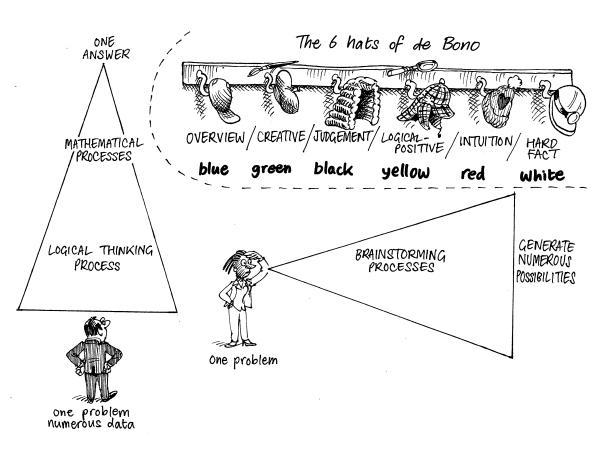 ONE
ANSWER
MATHEMATICAL
PROCESSES
LOGICAL THINKING
PROCESS
one problem
numerous data
The 6 hats of de Bono
OVERVIEW / CREATIVE / JUDGEMENT / LOGICAL- / INTUITION / HARD
POSITIVE FACT
blue green black yellow red white
BRAINSTORMING
PROCESSES
GENERATE
NUMEROUS
POSSIBILITIES
One problem